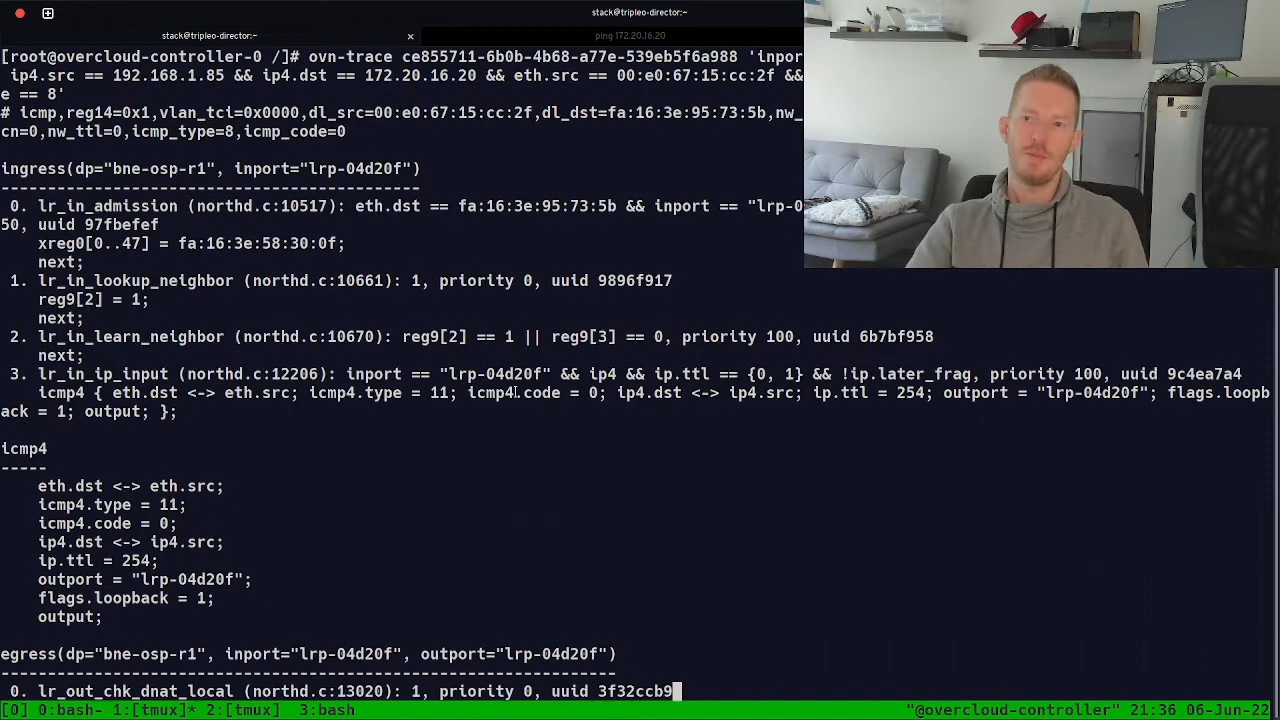 stack@tripleo-director:~
stack@tripleo-director:~
ping 172.20.16.20
[root@overcloud-controller-0 /]# ovn-trace ce855711-6b0b-4b68-a77e-539eb5f6a988 'inpor
ip4.src == 192.168.1.85 && ip4.dst == 172.20.16.20 && eth.src == 00:e0:67:15:cc:2f &&
e == 8'
# icmp,reg14=0x1,vlan_tci=0x0000,dl_src=00:e0:67:15:cc:2f,dl_dst=fa:16:3e:95:73:5b,nw_
cn=0,nw_ttl=0,icmp_type=8,icmp_code=0
ingress(dp="bne-osp-r1", inport="lrp-04d20f")
---------------------------------------------
0. lr_in_admission (northd.c:10517): eth.dst == fa:16:3e:95:73:5b && inport == "lrp-0
50, uuid 97fbefef
xreg0[0..47] = fa:16:3e:58:30:0f;
next;
1. lr_in_lookup_neighbor (northd.c:10661): 1, priority 0, uuid 9896f917
reg9[2] = 1;
next;
2. lr_in_learn_neighbor (northd.c:10670): reg9[2] == 1 || reg9[3] == 0, priority 100, uuid 6b7bf958
next;
3. lr_in_ip_input (northd.c:12206): inport == "lrp-04d20f" && ip4 && ip.ttl == {0, 1} && !ip.later_frag, priority 100, uuid 9c4ea7a4
icmp4 { eth.dst <-> eth.src; icmp4.type = 11; icmp4.code = 0; ip4.dst <-> ip4.src; ip.ttl = 254; outport = "lrp-04d20f"; flags.loopb
ack = 1; output; };
icmp4
-----
eth.dst <-> eth.src;
icmp4.type = 11;
icmp4.code = 0;
ip4.dst <-> ip4.src;
ip.ttl = 254;
outport = "lrp-04d20f";
flags.loopback = 1;
output;
egress(dp="bne-osp-r1", inport="lrp-04d20f", outport="lrp-04d20f")
------------------------------------------------------------------
0. lr_out_chk_dnat_local (northd.c:13020): 1, priority 0, uuid 3f32ccb9
[0] 0:bash- 1:[tmux]* 2:[tmux] 3:bash "@overcloud-controller" 21:36 06-Jun-22